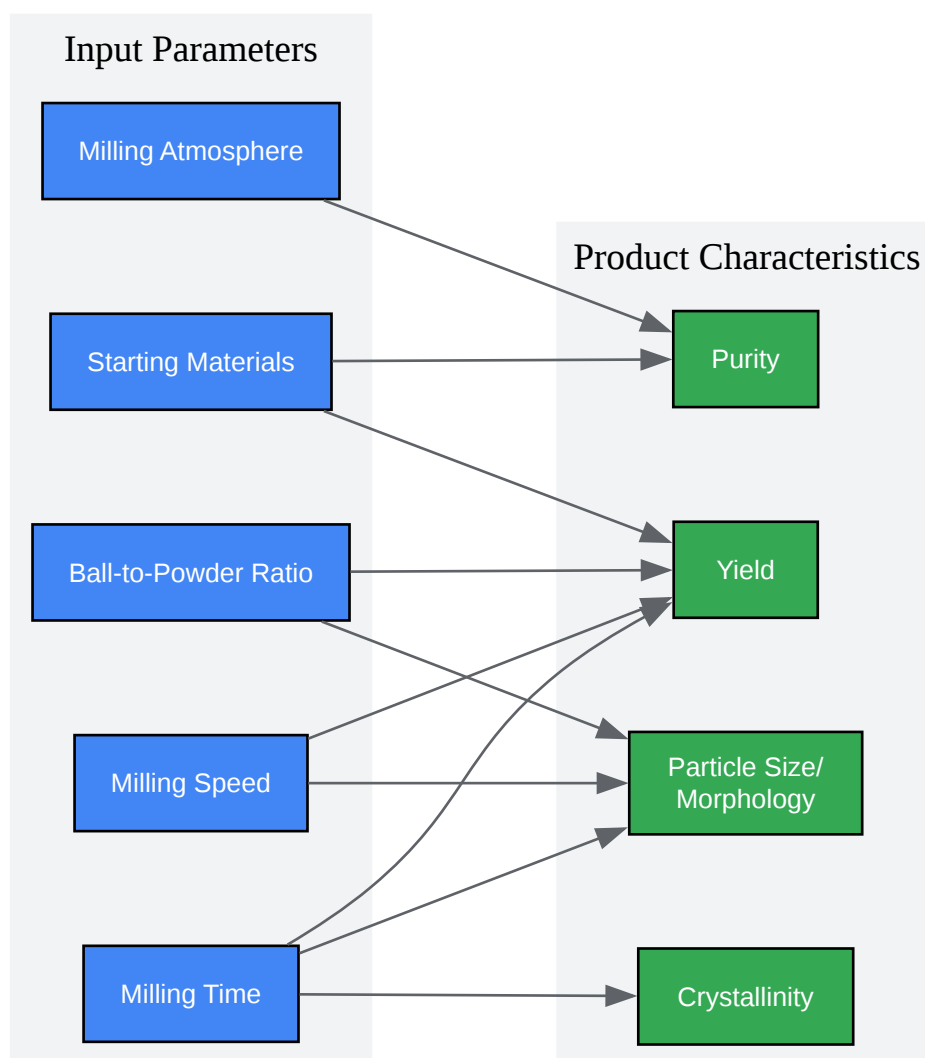 Input Parameters
Milling Atmosphere
Starting Materials
Ball-to-Powder Ratio
Milling Speed
Milling Time
Product Characteristics
Purity
Yield
Particle Size/
Morphology
Crystallinity